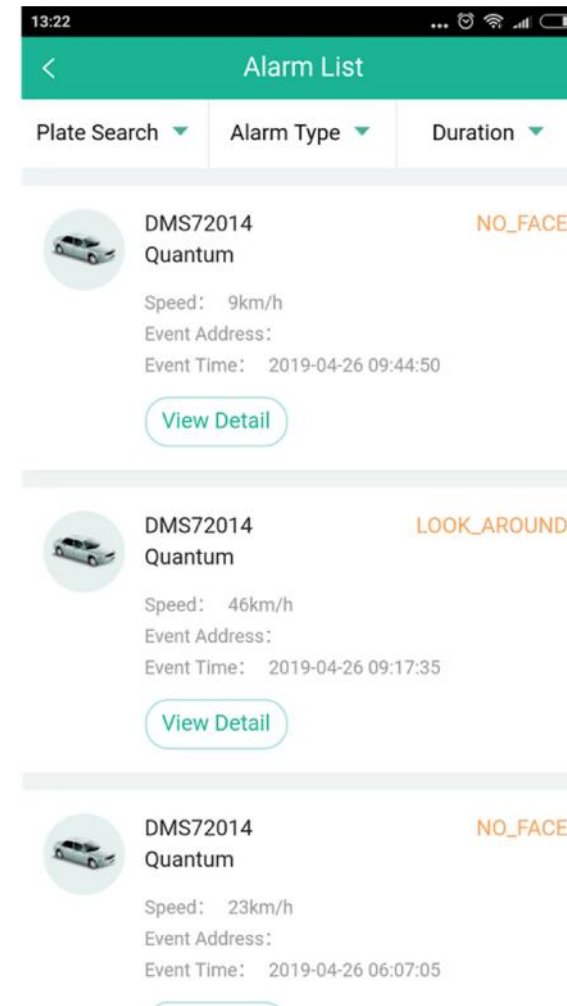 13:22
Alarm List
Plate Search Alarm Type Duration
DMS72014 NO_FACE
Quantum
Speed： 9km/h
Event Address：
Event Time： 2019-04-26 09:44:50
View Detail
DMS72014 LOOK_AROUND
Quantum
Speed： 46km/h
Event Address：
Event Time： 2019-04-26 09:17:35
View Detail
DMS72014 NO_FACE
Quantum
Speed： 23km/h
Event Address：
Event Time： 2019-04-26 06:07:05